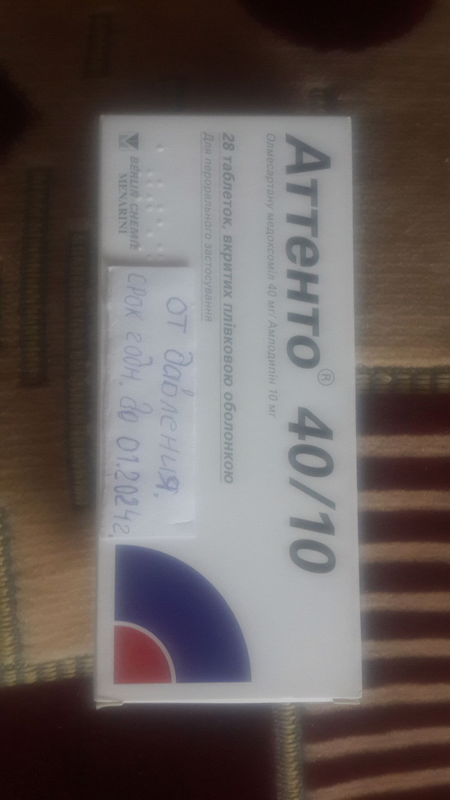 Аттенто® 40/10
Олмесартану медоксоміл 40 мг/ Амлодипін 10 мг
28 таблеток, вкритих плівковою оболонкою
Для перорального застосування
BERLIN-CHEMIE
MENARINI
от давления.
срок годн. до 01.2024г.